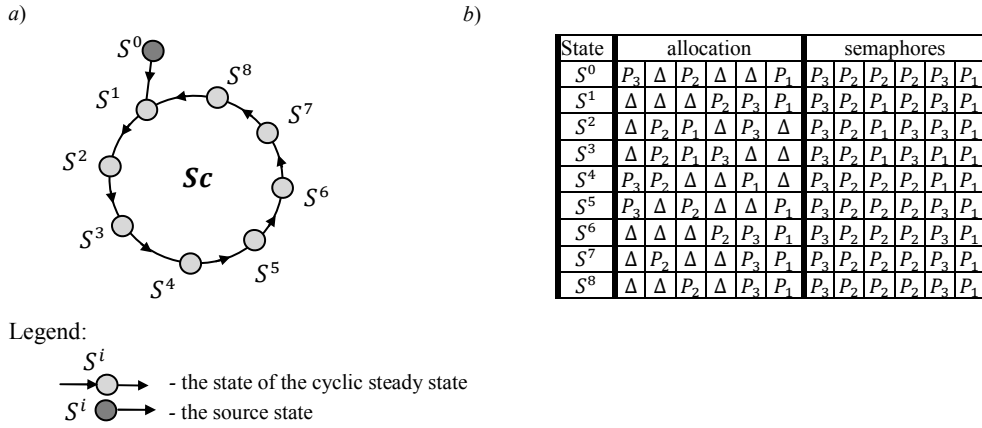 a)
b)
S⁰
S¹
S²
S³
S⁴
S⁵
S⁶
S⁷
S⁸
Sc
State allocation semaphores
S⁰ P₃ Δ P₂ Δ Δ P₁ P₃ P₂ P₂ P₂ P₃ P₁
S¹ Δ Δ Δ P₂ P₃ P₁ P₃ P₂ P₁ P₂ P₃ P₁
S² Δ P₂ P₁ Δ P₃ Δ P₃ P₂ P₁ P₃ P₃ P₁
S³ Δ P₂ P₁ P₃ Δ Δ P₃ P₂ P₁ P₃ P₁ P₁
S⁴ P₃ P₂ Δ Δ P₁ Δ P₃ P₂ P₂ P₂ P₁ P₁
S⁵ P₃ Δ P₂ Δ Δ P₁ P₃ P₂ P₂ P₂ P₃ P₁
S⁶ Δ Δ Δ P₂ P₃ P₁ P₃ P₂ P₂ P₂ P₃ P₁
S⁷ Δ P₂ Δ Δ P₃ P₁ P₃ P₂ P₂ P₂ P₃ P₁
S⁸ Δ Δ P₂ Δ P₃ P₁ P₃ P₂ P₂ P₂ P₃ P₁
Legend:
Sⁱ - the state of the cyclic steady state
Sⁱ - the source state